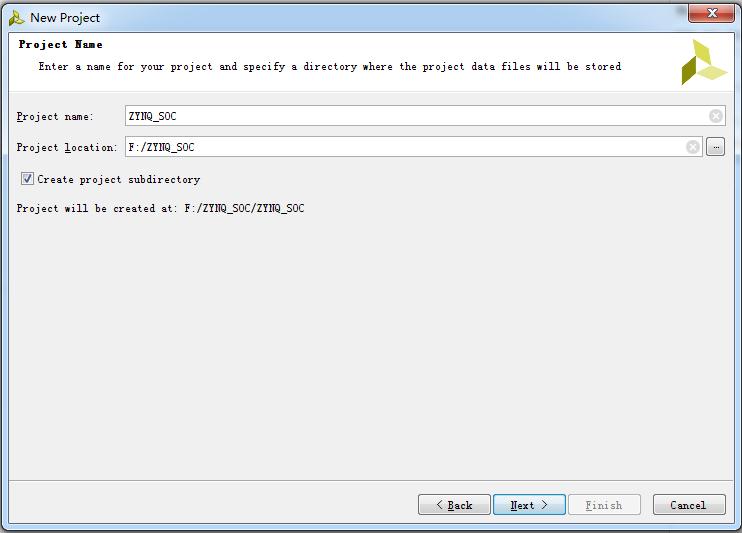 New Project
Project Name
Enter a name for your project and specify a directory where the project data files will be stored
Project name: ZYNQ_SOC
Project location: F:/ZYNQ_SOC
...
Create project subdirectory
Project will be created at: F:/ZYNQ_SOC/ZYNQ_SOC
< Back Next > Finish Cancel